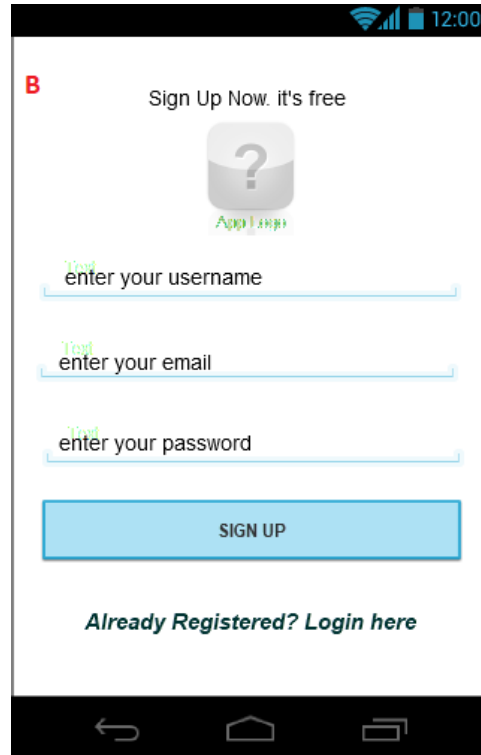 12:00
B
Sign Up Now. it's free
App Logo
Text
enter your username
Text
enter your email
Text
enter your password
SIGN UP
Already Registered? Login here